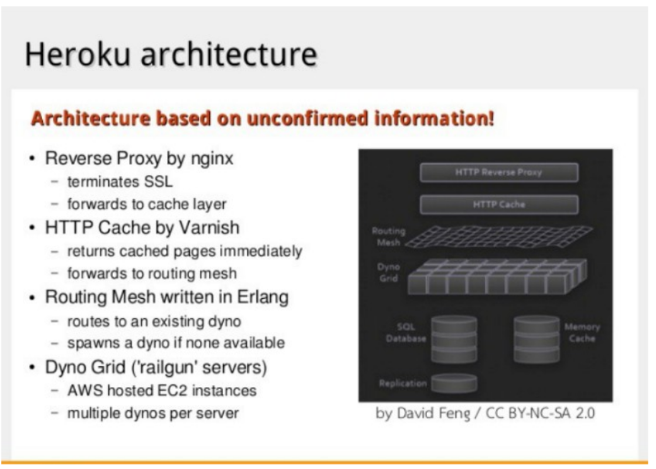 Heroku architecture
Architecture based on unconfirmed information!
• Reverse Proxy by nginx
– terminates SSL
– forwards to cache layer
• HTTP Cache by Varnish
– returns cached pages immediately
– forwards to routing mesh
• Routing Mesh written in Erlang
– routes to an existing dyno
– spawns a dyno if none available
• Dyno Grid ('railgun' servers)
– AWS hosted EC2 instances
– multiple dynos per server
HTTP Reverse Proxy
HTTP Cache
Routing
Mesh
Dyno
Grid
SQL
Database
Memory
Cache
Replication
by David Feng / CC BY-NC-SA 2.0